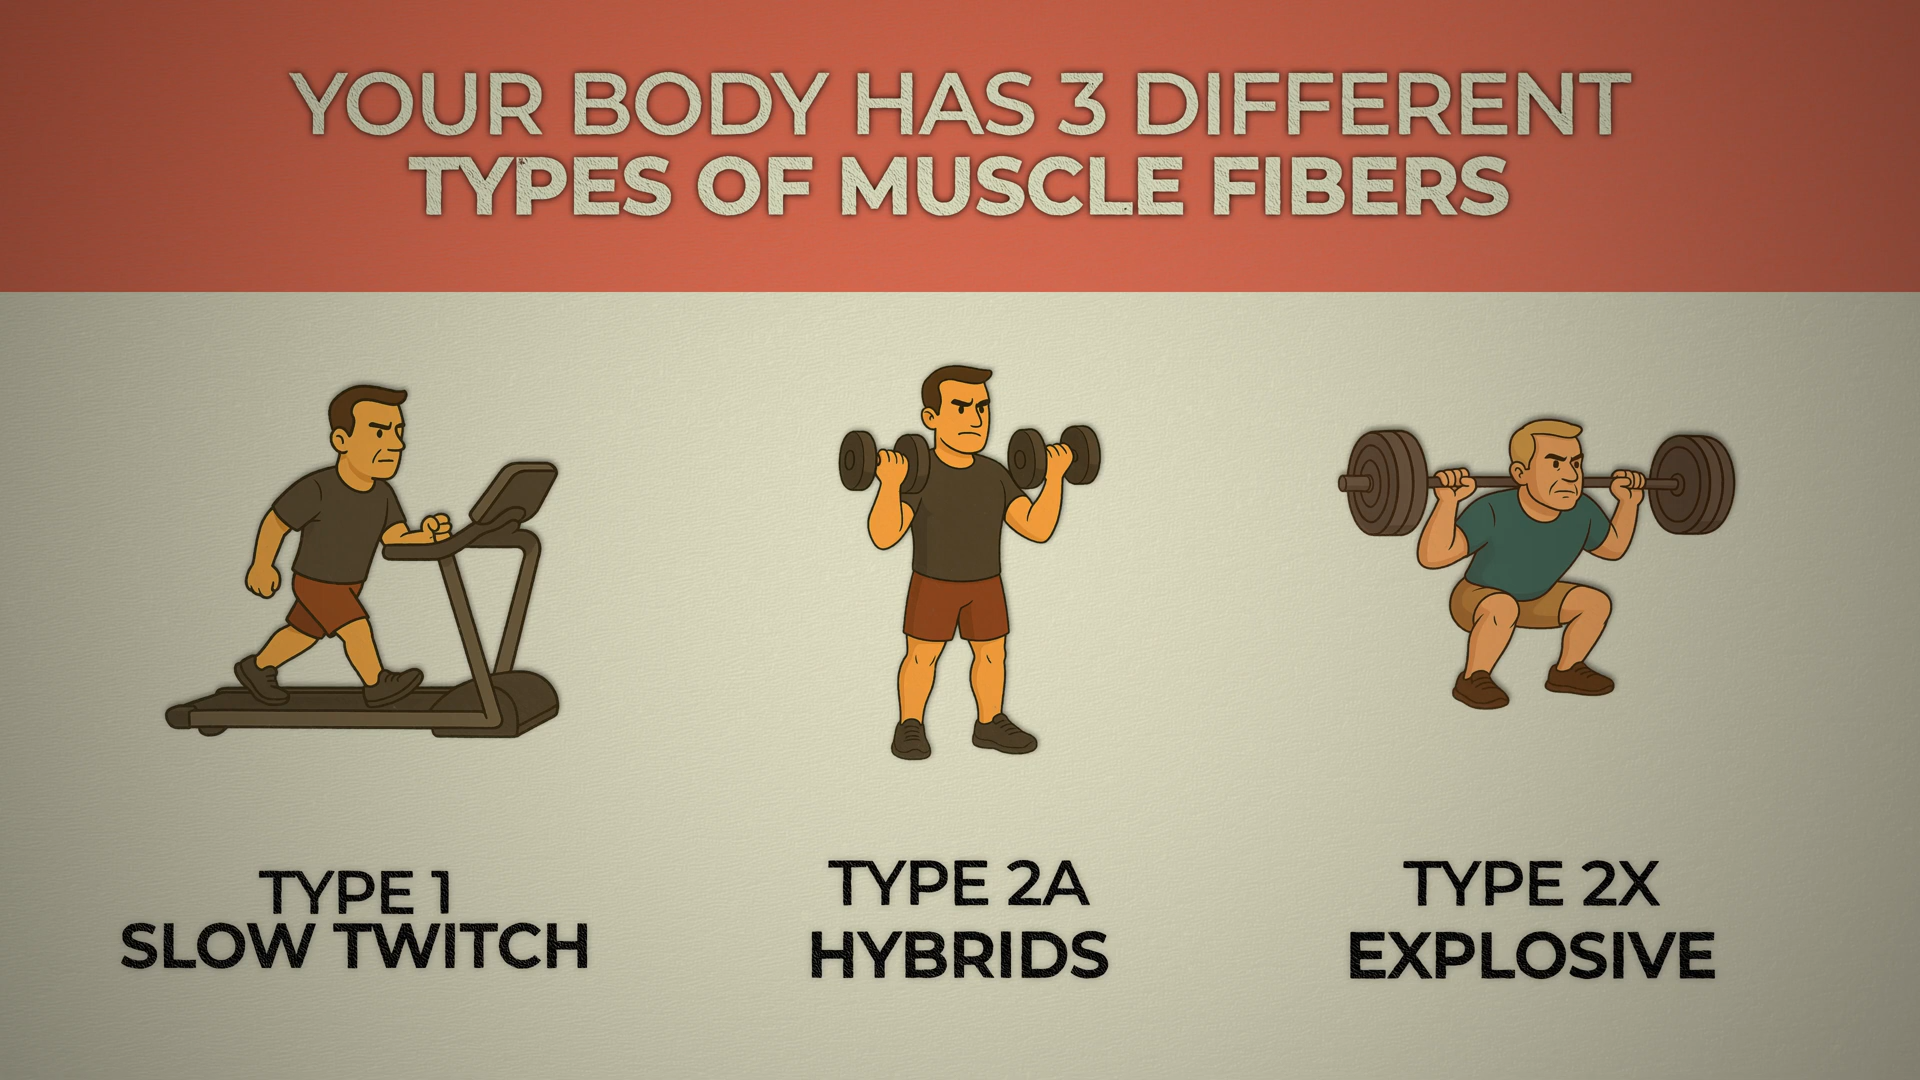 YOUR BODY HAS 3 DIFFERENT
TYPES OF MUSCLE FIBERS
TYPE 1
SLOW TWITCH
TYPE 2A
HYBRIDS
TYPE 2X
EXPLOSIVE